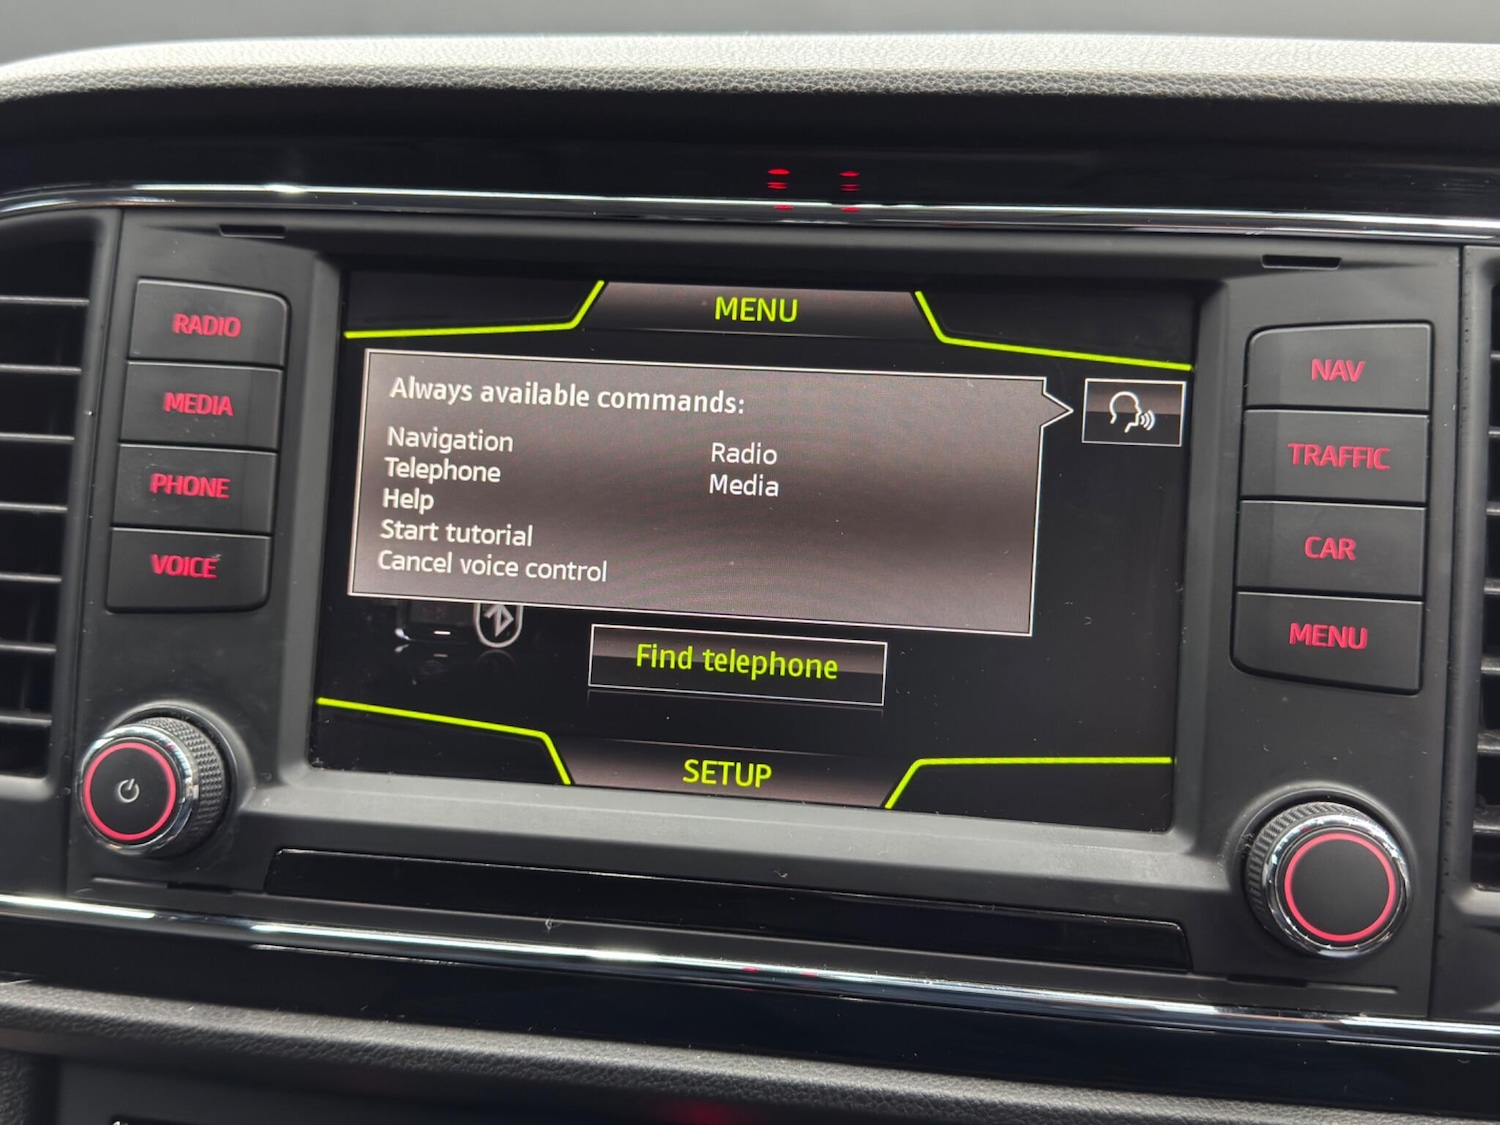 RADIO
MEDIA
PHONE
VOICE
MENU
Always available commands:
Navigation
Telephone
Help
Start tutorial
Cancel voice control
Radio
Media
Find telephone
SETUP
NAV
TRAFFIC
CAR
MENU